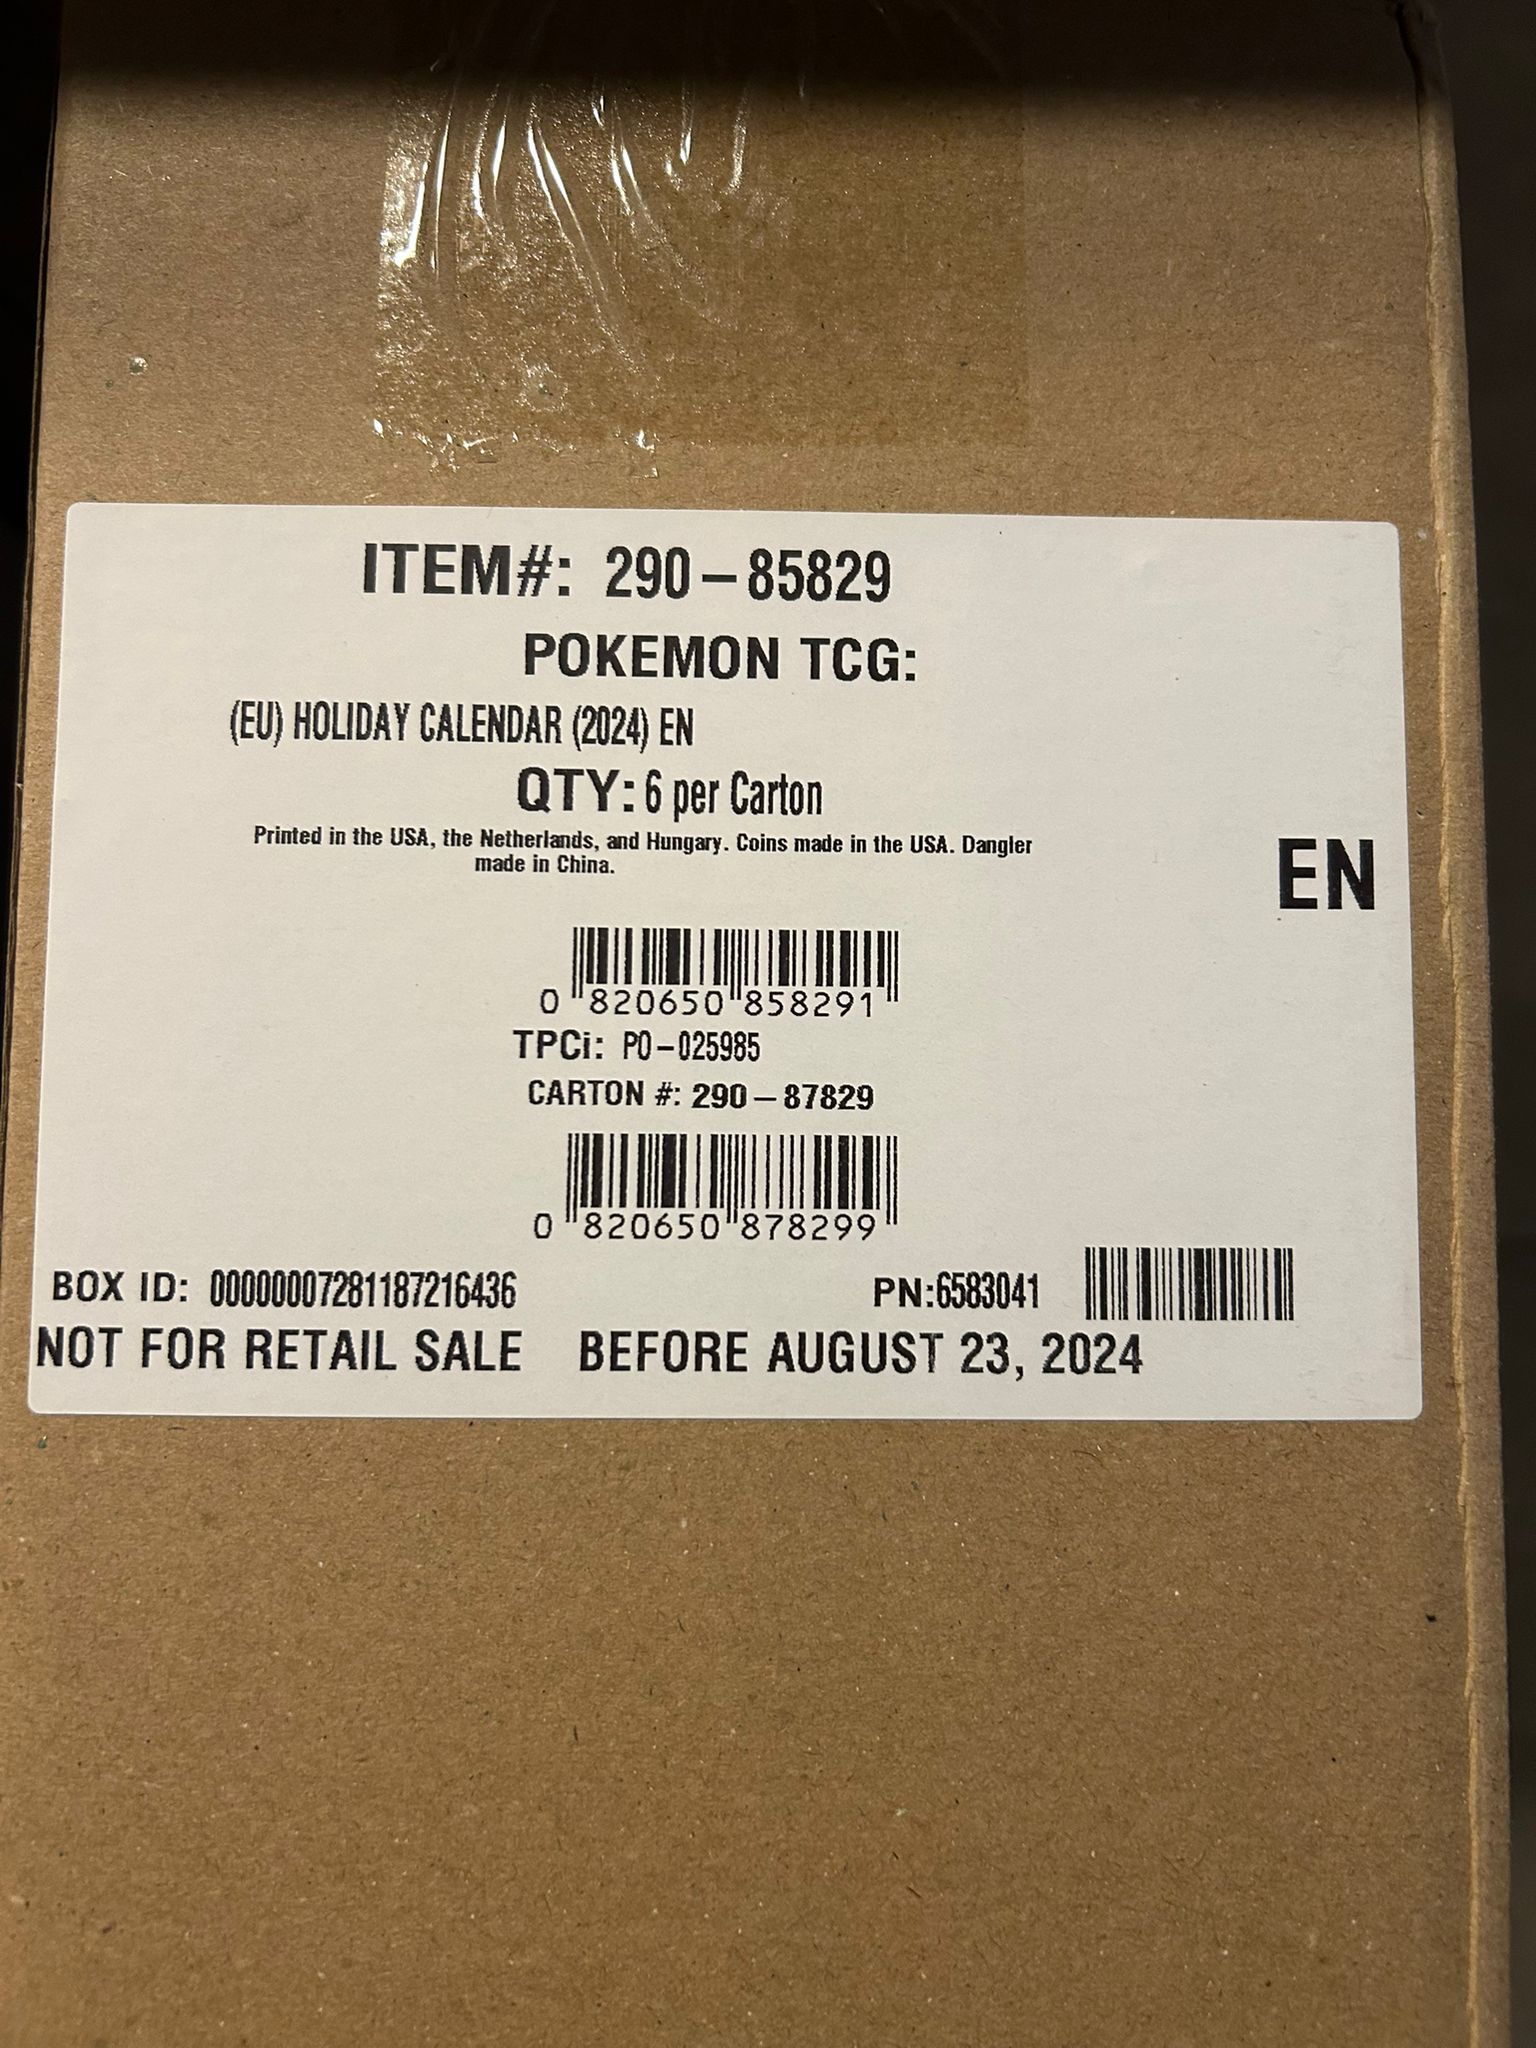 ITEM#: 290-85829
POKEMON TCG:
(EU) HOLIDAY CALENDAR (2024) EN
QTY: 6 per Carton
Printed in the USA, the Netherlands, and Hungary. Coins made in the USA. Dangler
made in China.
EN
0 820650 858291
TPCi: PO-025985
CARTON #: 290-87829
0 820650 878299
BOX ID: 00000007281187216436 PN:6583041
NOT FOR RETAIL SALE BEFORE AUGUST 23, 2024